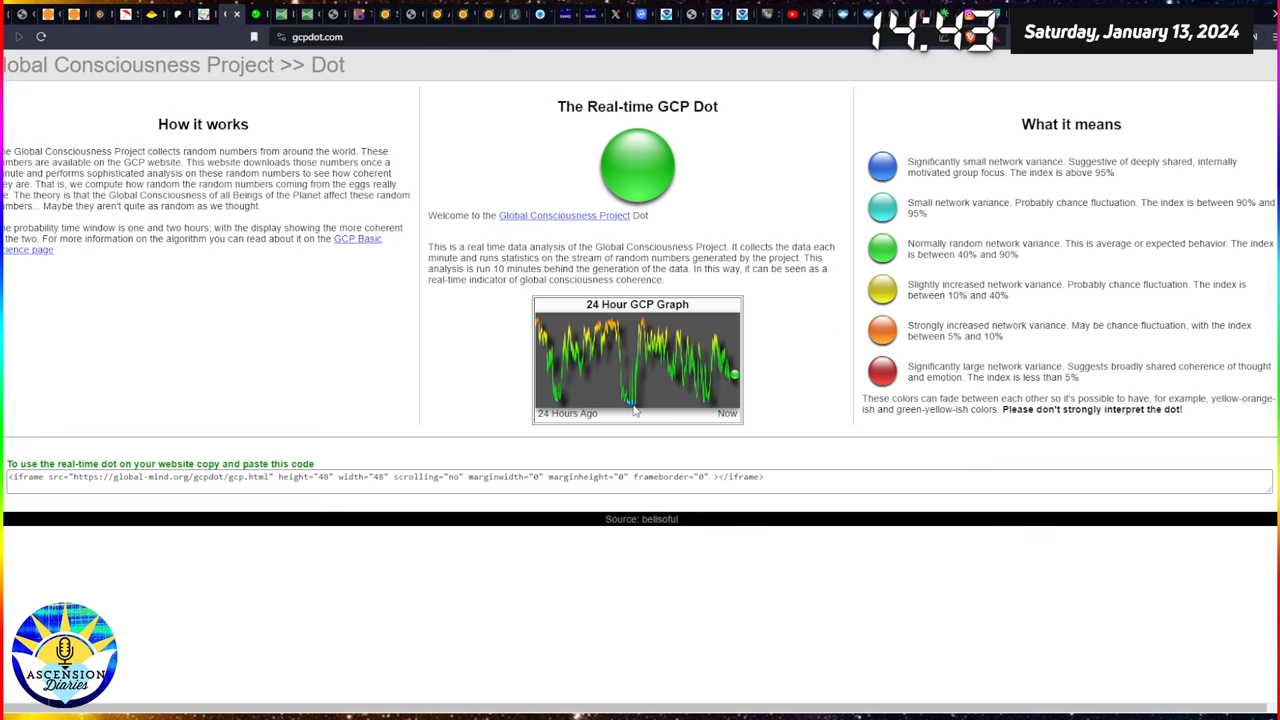 gcpdot.com
14:43
Saturday, January 13, 2024
lobal Consciousness Project >> Dot
How it works
Global Consciousness Project collects random numbers from around the world. These
are available on the GCP website. This website downloads those numbers once a
and performs sophisticated analysis on these random numbers to see how coherent
are. That is, we compute how random the random numbers coming from the eggs really
The theory is that the Global Consciousness of all Beings of the Planet affect these random
Maybe they aren't quite as random as we thought.
probability time window is one and two hours; with the display showing the more coherent
the two. For more information on the algorithm you can read about it on the GCP Basic
page
The Real-time GCP Dot
Welcome to the Global Consciousness Project Dot
This is a real time data analysis of the Global Consciousness Project. It collects the data each
minute and runs statistics on the stream of random numbers generated by the project. This
analysis is run 10 minutes behind the generation of the data. In this way, it can be seen as a
real-time indicator of global consciousness coherence.
24 Hour GCP Graph
24 Hours Ago
Now
What it means
Significantly small network variance. Suggestive of deeply shared, internally
motivated group focus. The index is above 95%
Small network variance. Probably chance fluctuation. The index is between 90% and
95%
Normally random network variance. This is average or expected behavior. The index
is between 40% and 90%
Slightly increased network variance. Probably chance fluctuation. The index is
between 10% and 40%
Strongly increased network variance. May be chance fluctuation, with the index
between 5% and 10%
Significantly large network variance. Suggests broadly shared coherence of thought
and emotion. The index is less than 5%
These colors can fade between each other so it's possible to have, for example, yellow-orange-
ish and green-yellow-ish colors. Please don't strongly interpret the dot!
To use the real-time dot on your website copy and paste this code
<iframe src="https://global-mind.org/gcpdot/gcp.html" height="48" width="48" scrolling="no" marginwidth="0" marginheight="0" frameborder="0" ></iframe>
Source: belisoful
ASCENSION
Diaries